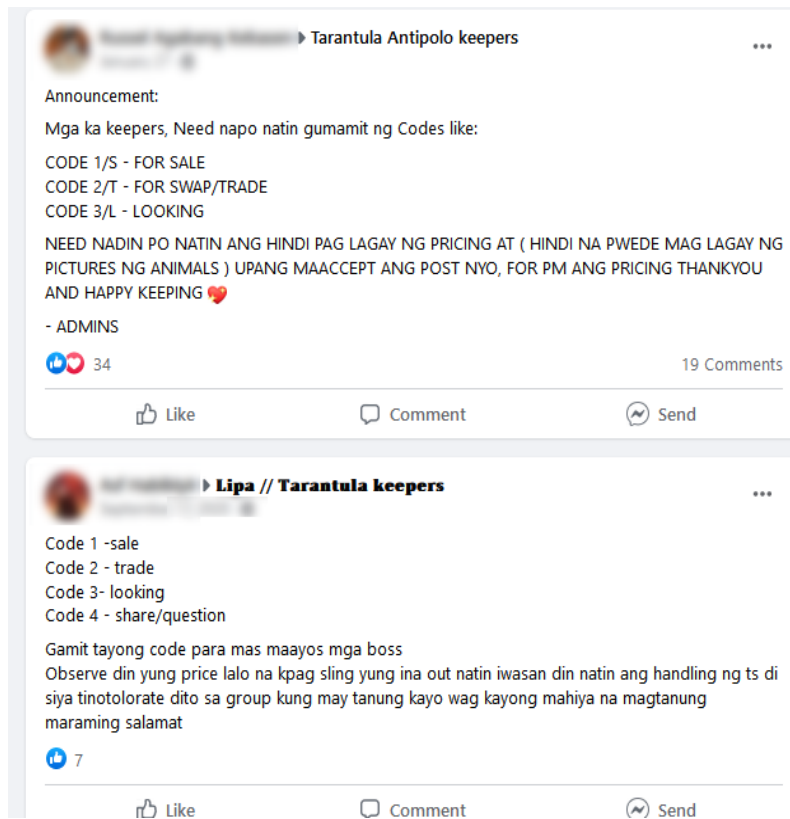 Tarantula Antipolo keepers
Announcement:
Mga ka keepers, Need napo natin gumamit ng Codes like:
CODE 1/S - FOR SALE
CODE 2/T - FOR SWAP/TRADE
CODE 3/L - LOOKING
NEED NADIN PO NATIN ANG HINDI PAG LAGAY NG PRICING AT ( HINDI NA PWEDE MAG LAGAY NG
PICTURES NG ANIMALS ) UPANG MAACCEPT ANG POST NYO, FOR PM ANG PRICING THANKYOU
AND HAPPY KEEPING 💖
- ADMINS
34
19 Comments
Like
Comment
Send
Lipa // Tarantula keepers
Code 1 -sale
Code 2 - trade
Code 3- looking
Code 4 - share/question
Gamit tayong code para mas maayos mga boss
Observe din yung price lalo na kpag sling yung ina out natin iwasan din natin ang handling ng ts di
siya tinotolorate dito sa group kung may tanung kayo wag kayong mahiya na magtanung
maraming salamat
7
Like
Comment
Send